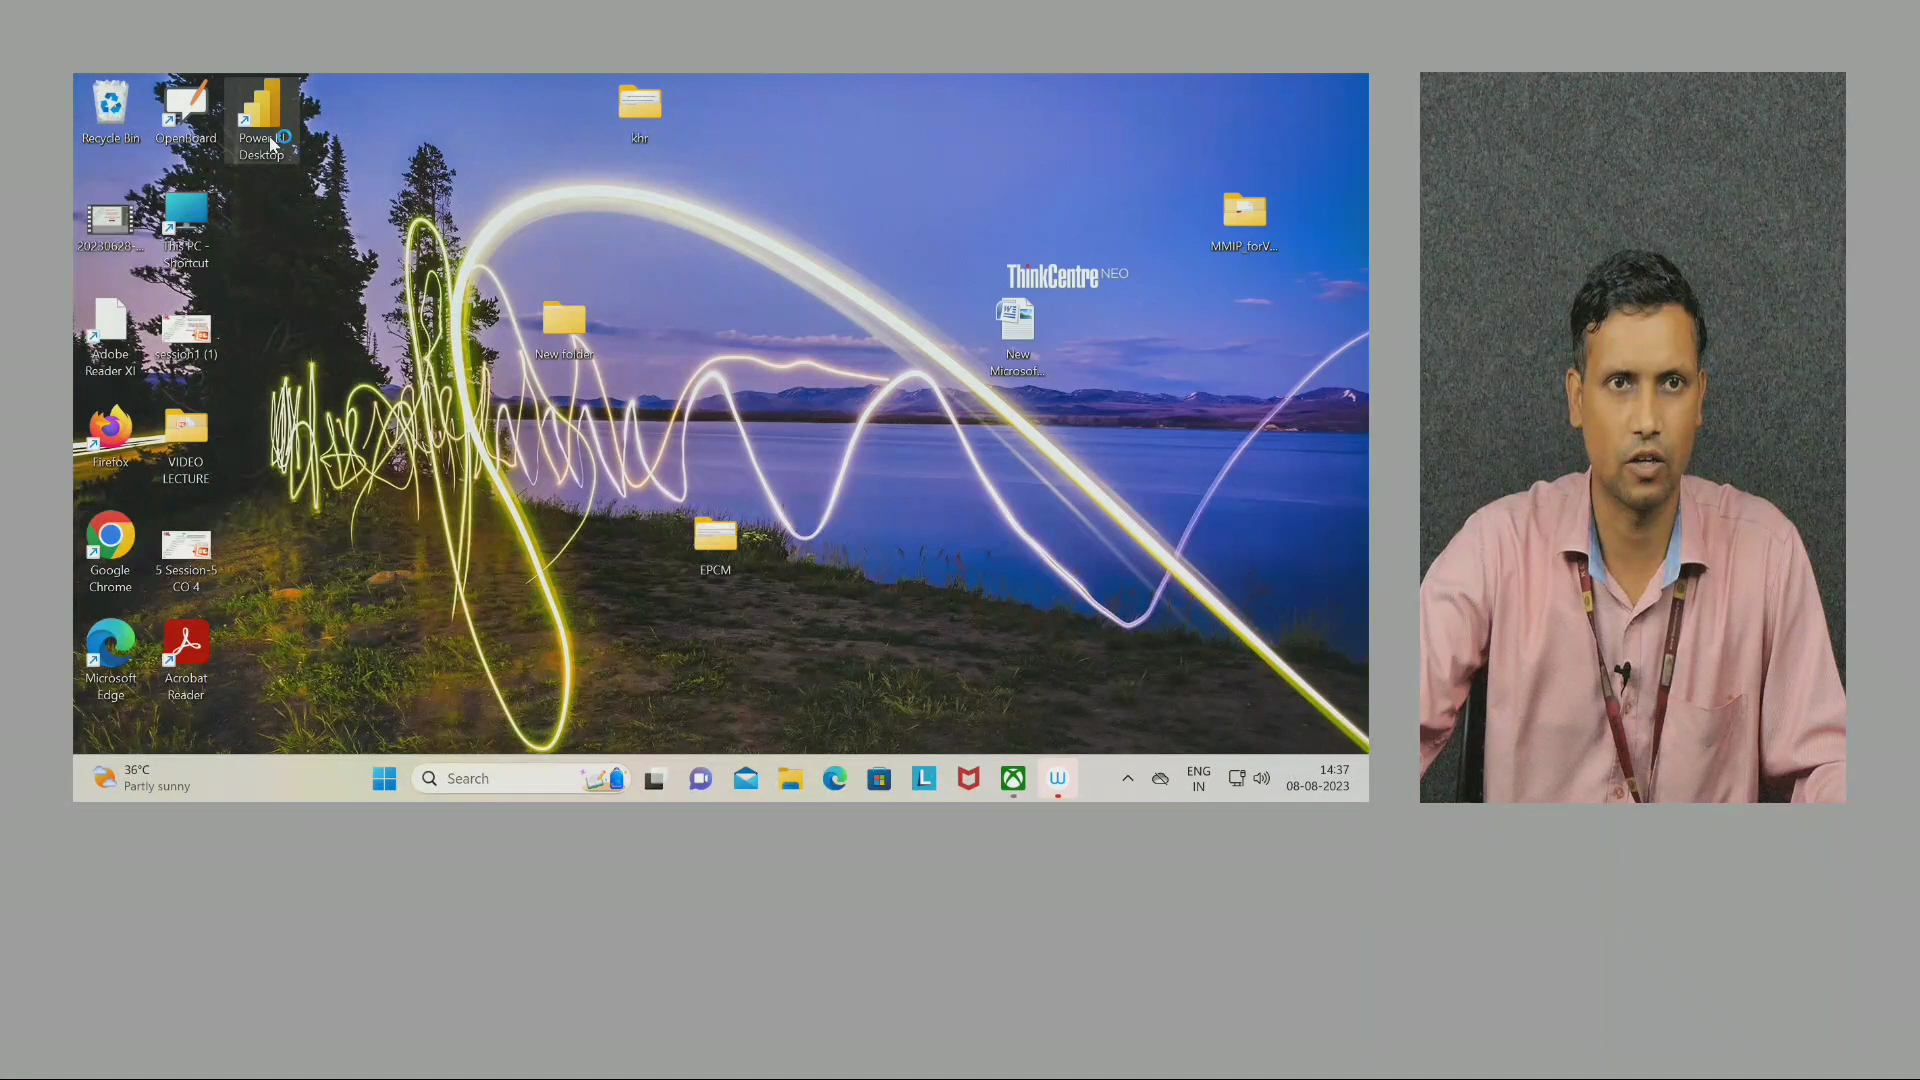 Recycle Bin
OpenBoard
Power BI
Desktop
khr
20230628-...
This PC -
Shortcut
MMIP_forV...
ThinkCentre NEO
Adobe
Reader XI
session1 (1)
New folder
New
Microsof...
Firefox
VIDEO
LECTURE
Google
Chrome
5 Session-5
CO 4
EPCM
Microsoft
Edge
Acrobat
Reader
36°C
Partly sunny
Search
ENG
IN
14:37
08-08-2023